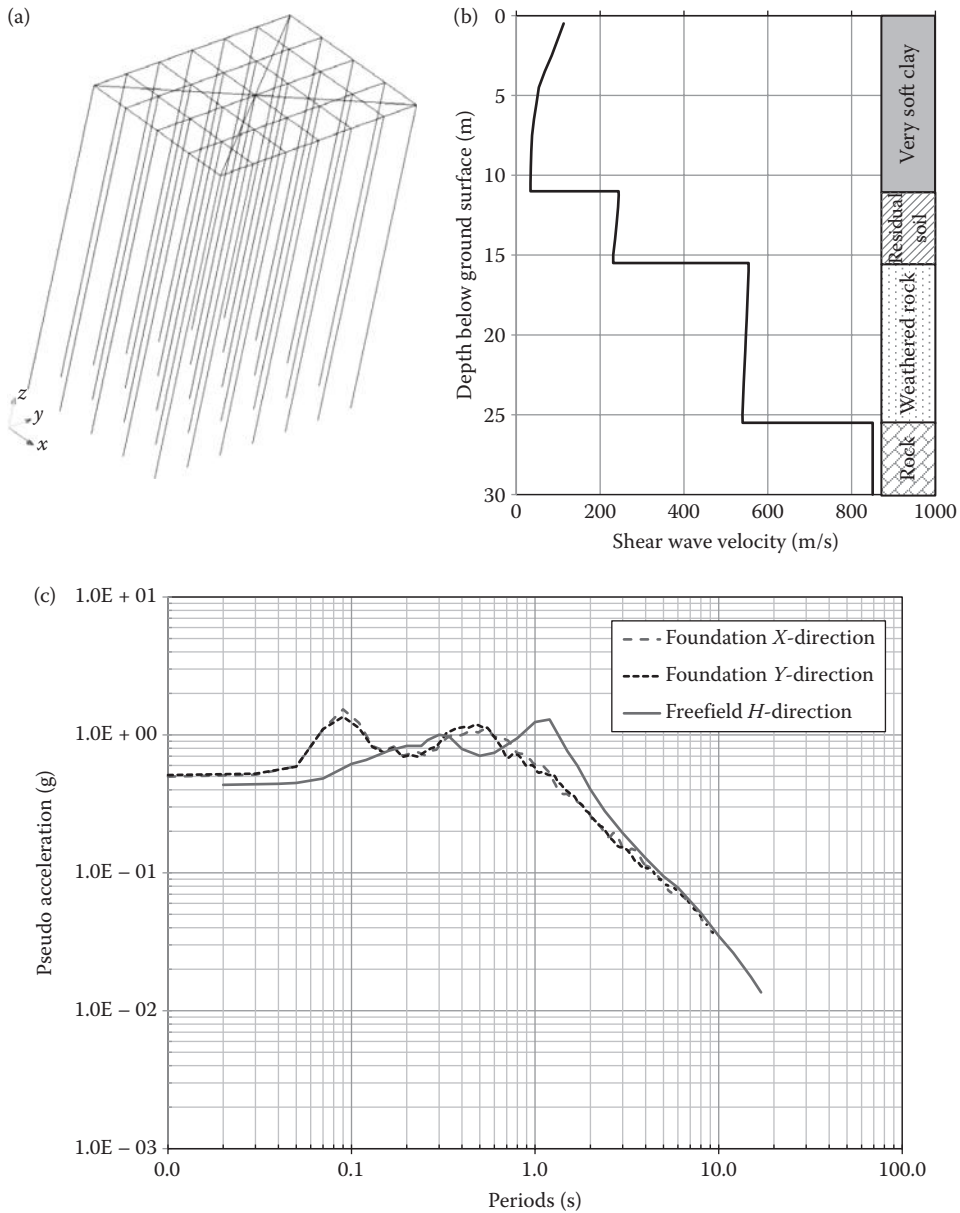 (a)
z
y
x
(b)
Depth below ground surface (m)
0
5
10
15
20
25
30
0
200
400
600
800
1000
Shear wave velocity (m/s)
Very soft clay
Residual
soil
Weathered rock
Rock
(c)
Pseudo acceleration (g)
1.0E + 01
1.0E + 00
1.0E – 01
1.0E – 02
1.0E – 03
0.0
0.1
1.0
10.0
100.0
Periods (s)
Foundation X-direction
Foundation Y-direction
Freefield H-direction